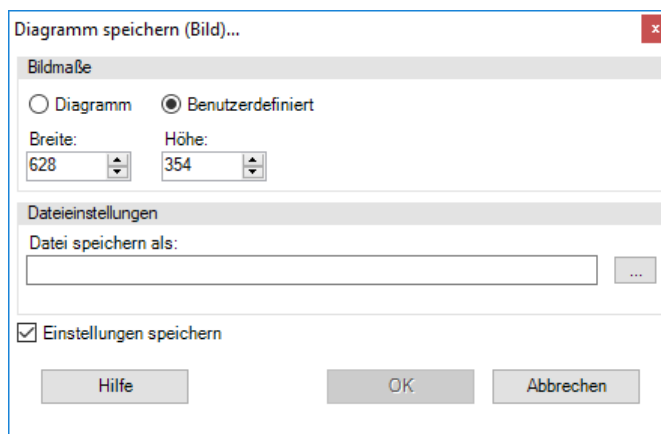 Diagramm speichern (Bild)...
x
Bildmaße
Diagramm Benutzerdefiniert
Breite: Höhe:
628 354
Dateieinstellungen
Datei speichern als:
...
Einstellungen speichern
Hilfe OK Abbrechen